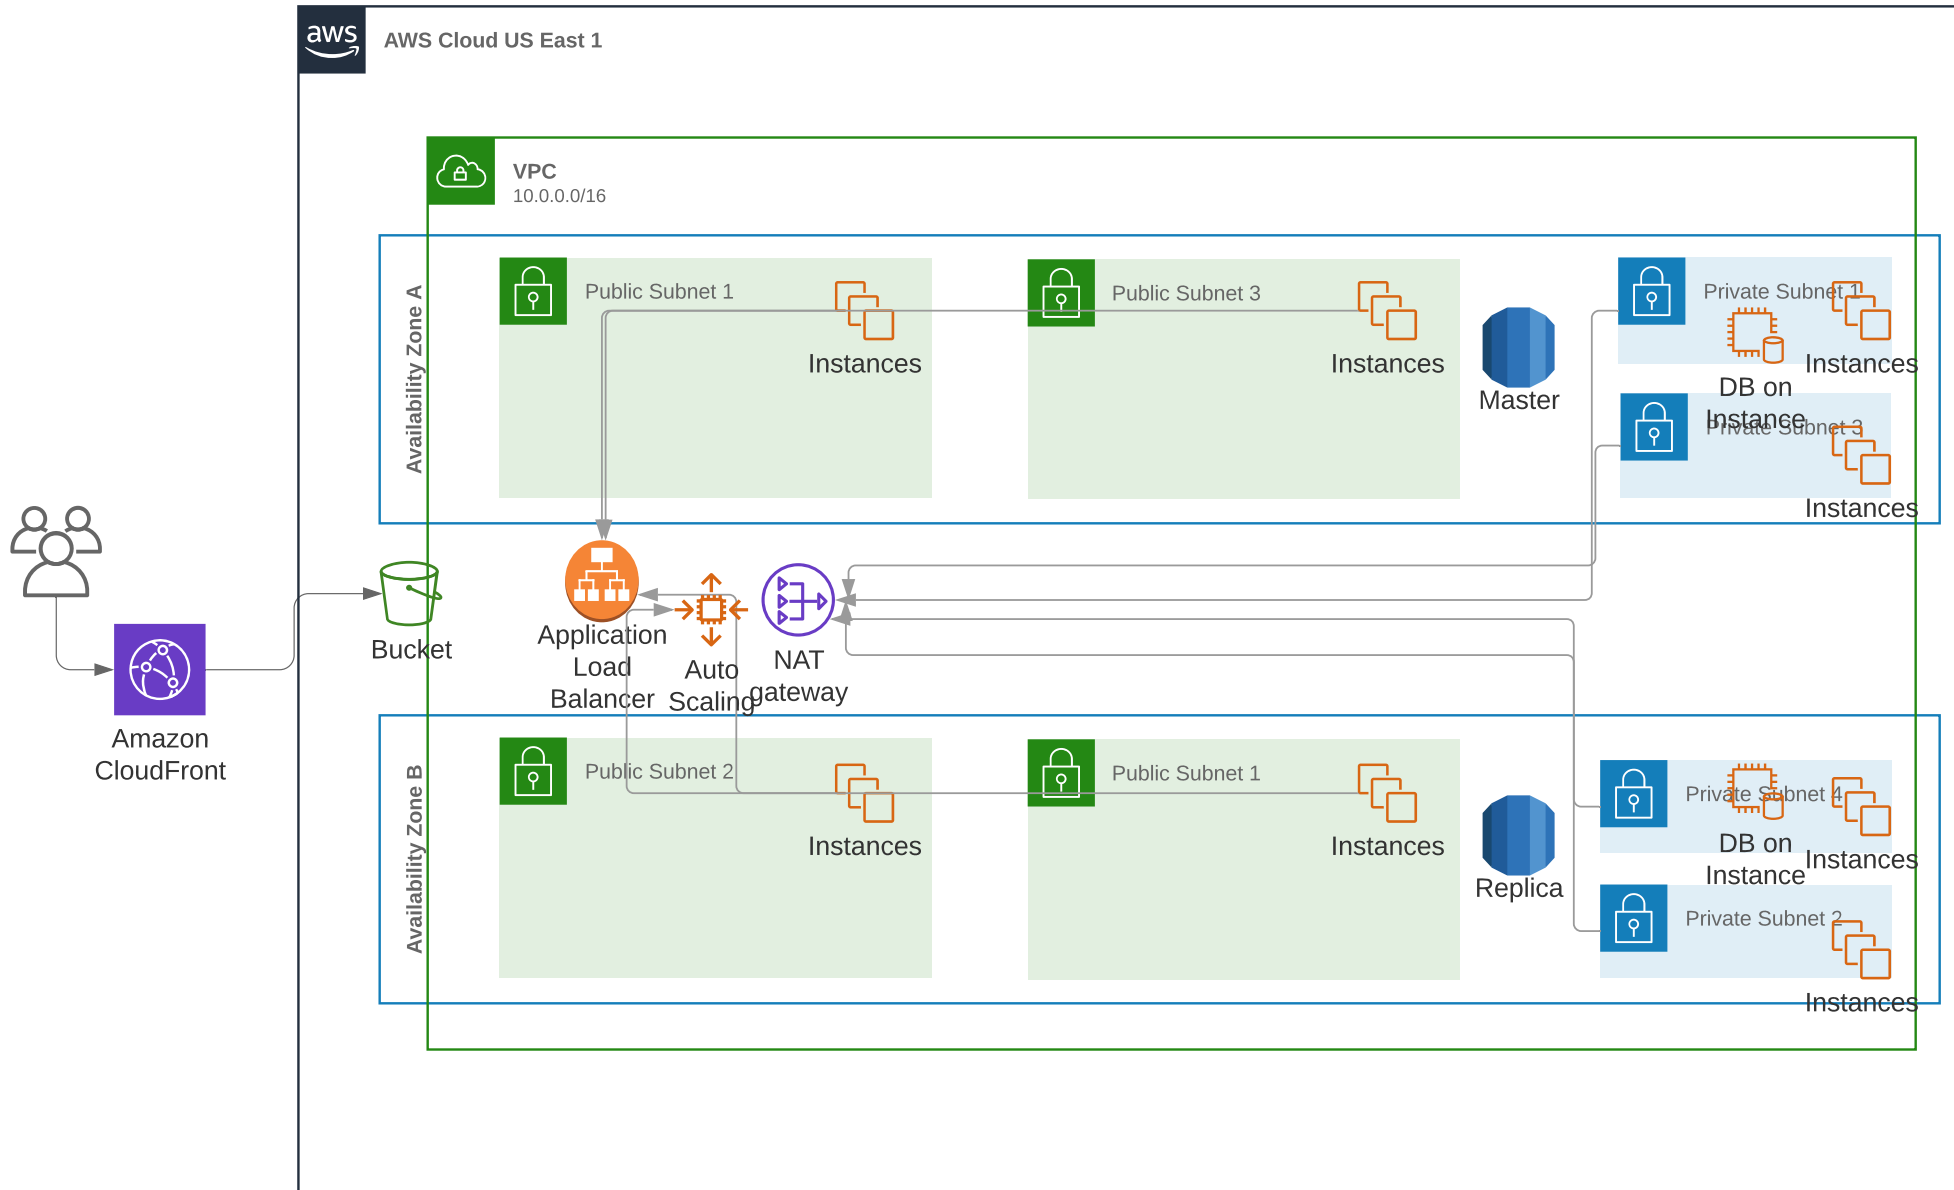 aws
AWS Cloud US East 1
VPC
10.0.0.0/16
Availability Zone A
Public Subnet 1
Instances
Public Subnet 3
Instances
Master
Private Subnet 1
Instances
DB on
Instance
Private Subnet 3
Instances
Amazon
CloudFront
Bucket
Application
Load
Balancer
Auto
Scaling
NAT
gateway
Availability Zone B
Public Subnet 2
Instances
Public Subnet 1
Instances
Replica
Private Subnet 4
Instances
DB on
Instance
Private Subnet 2
Instances